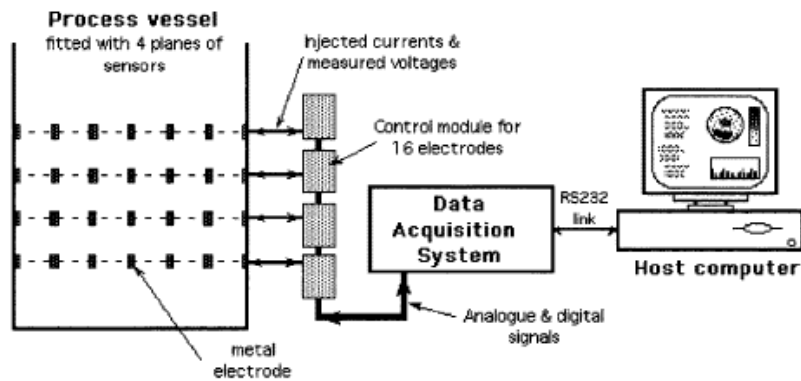 Process vessel
fitted with 4 planes of
sensors
Injected currents &
measured voltages
Control module for
16 electrodes
Data
Acquisition
System
RS232
link
Host computer
Analogue & digital
signals
metal
electrode